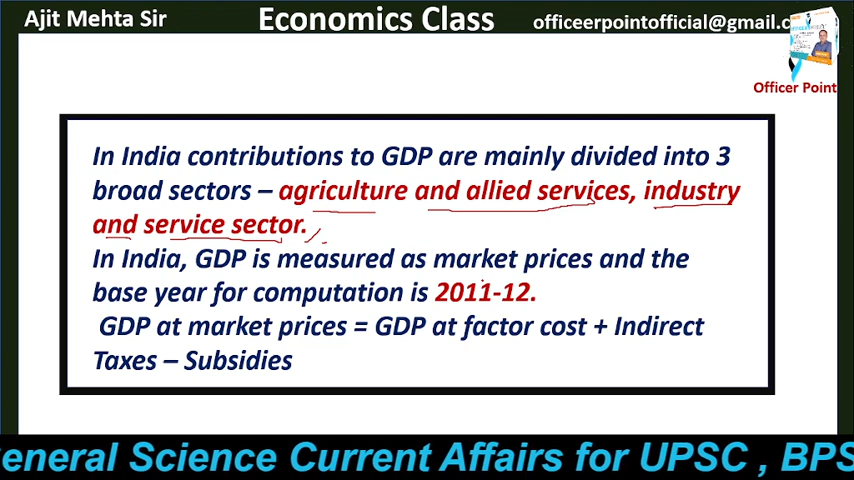 Ajit Mehta Sir
Economics Class
officeerpointofficial@gmail.c
Officer Point
In India contributions to GDP are mainly divided into 3
broad sectors – agriculture and allied services, industry
and service sector.
In India, GDP is measured as market prices and the
base year for computation is 2011-12.
GDP at market prices = GDP at factor cost + Indirect
Taxes – Subsidies
eneral Science Current Affairs for UPSC , BPS